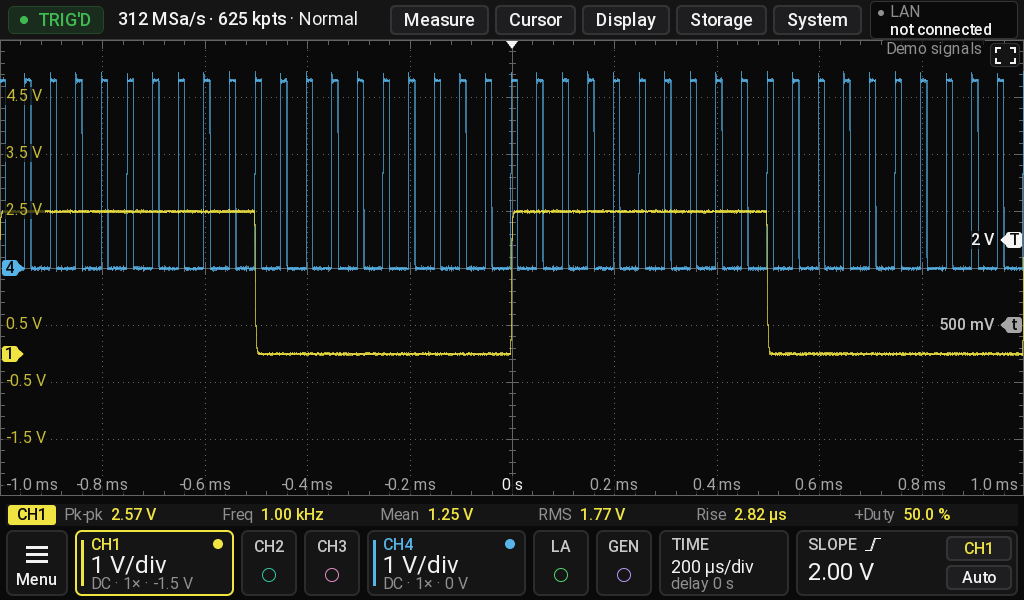 TRIG'D
312 MSa/s · 625 kpts · Normal
Measure
Cursor
Display
Storage
System
LAN
not connected
Demo signals
4.5 V
3.5 V
2.5 V
2 V
T
4
0.5 V
500 mV
t
1
-0.5 V
-1.5 V
-1.0 ms
-0.8 ms
-0.6 ms
-0.4 ms
-0.2 ms
0 s
0.2 ms
0.4 ms
0.6 ms
0.8 ms
1.0 ms
CH1
Pk-pk 2.57 V
Freq 1.00 kHz
Mean 1.25 V
RMS 1.77 V
Rise 2.82 µs
+Duty 50.0 %
Menu
CH1
1 V/div
DC · 1× · -1.5 V
CH2
CH3
CH4
1 V/div
DC · 1× · 0 V
LA
GEN
TIME
200 µs/div
delay 0 s
SLOPE
2.00 V
CH1
Auto